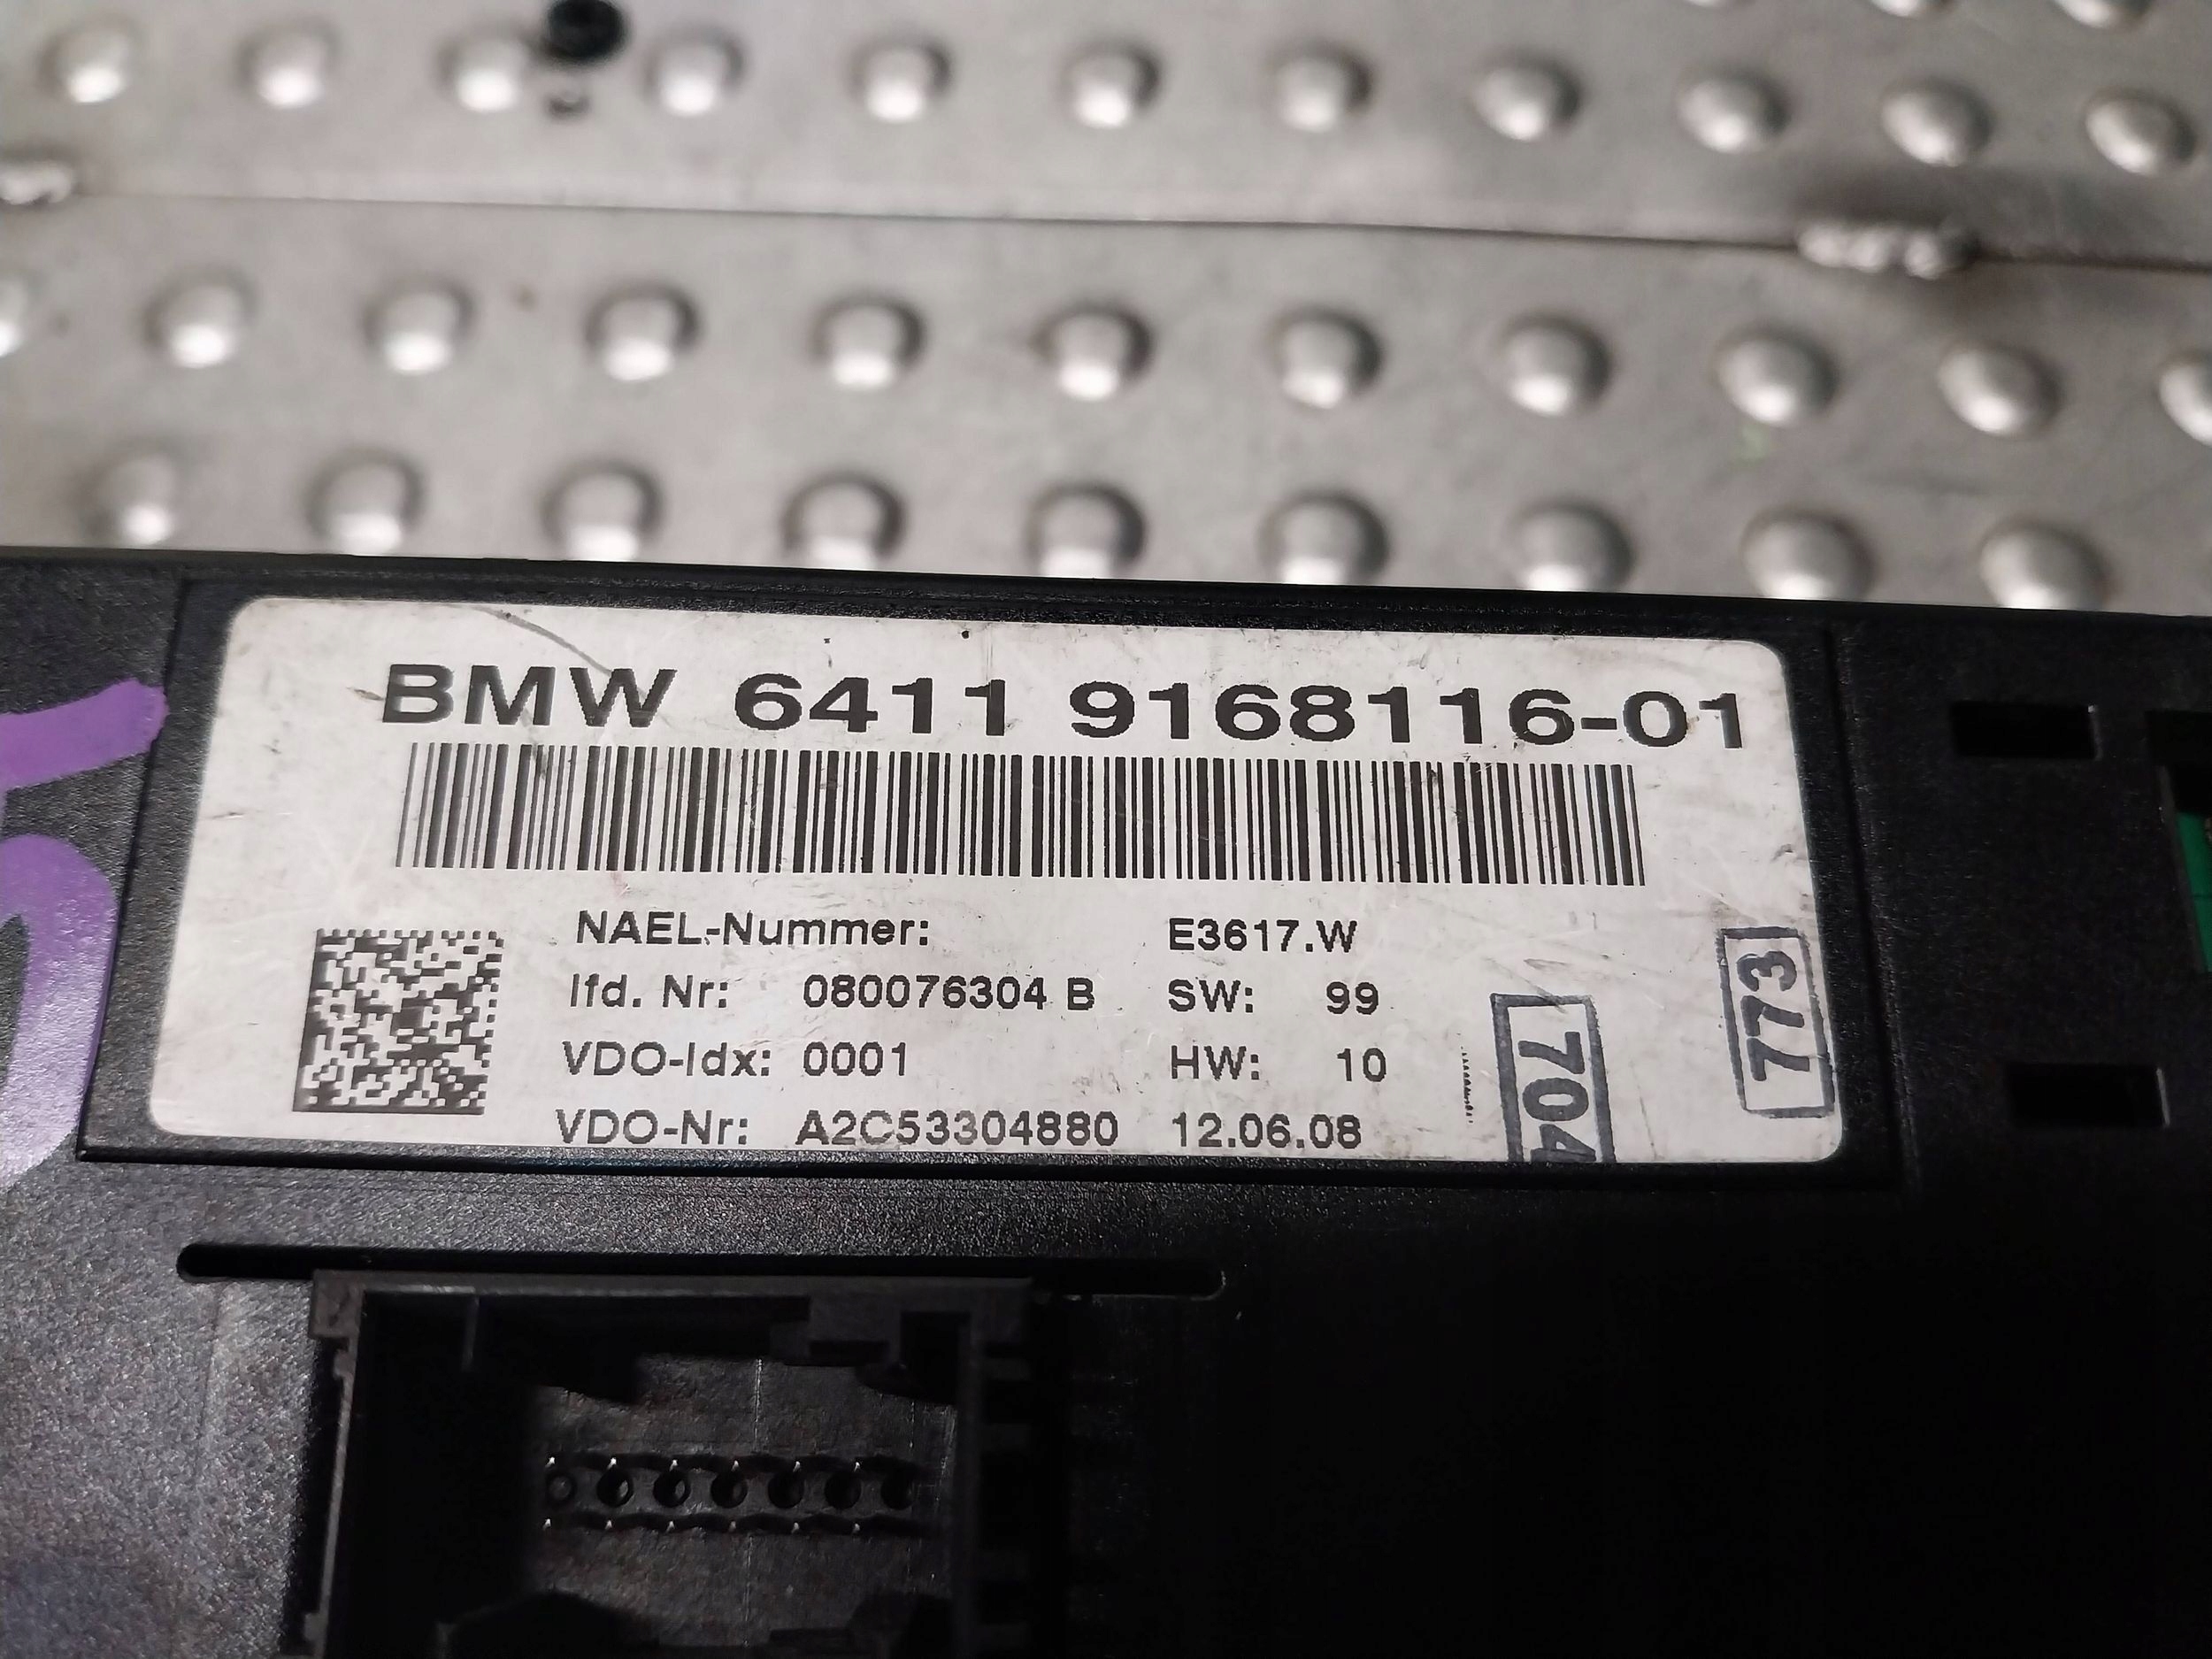 BMW 6411 9168116-01
NAEL-Nummer: E3617.W
lfd. Nr: 080076304 B SW: 99
VDO-Idx: 0001 HW: 10
VDO-Nr: A2C53304880 12.06.08
704
773